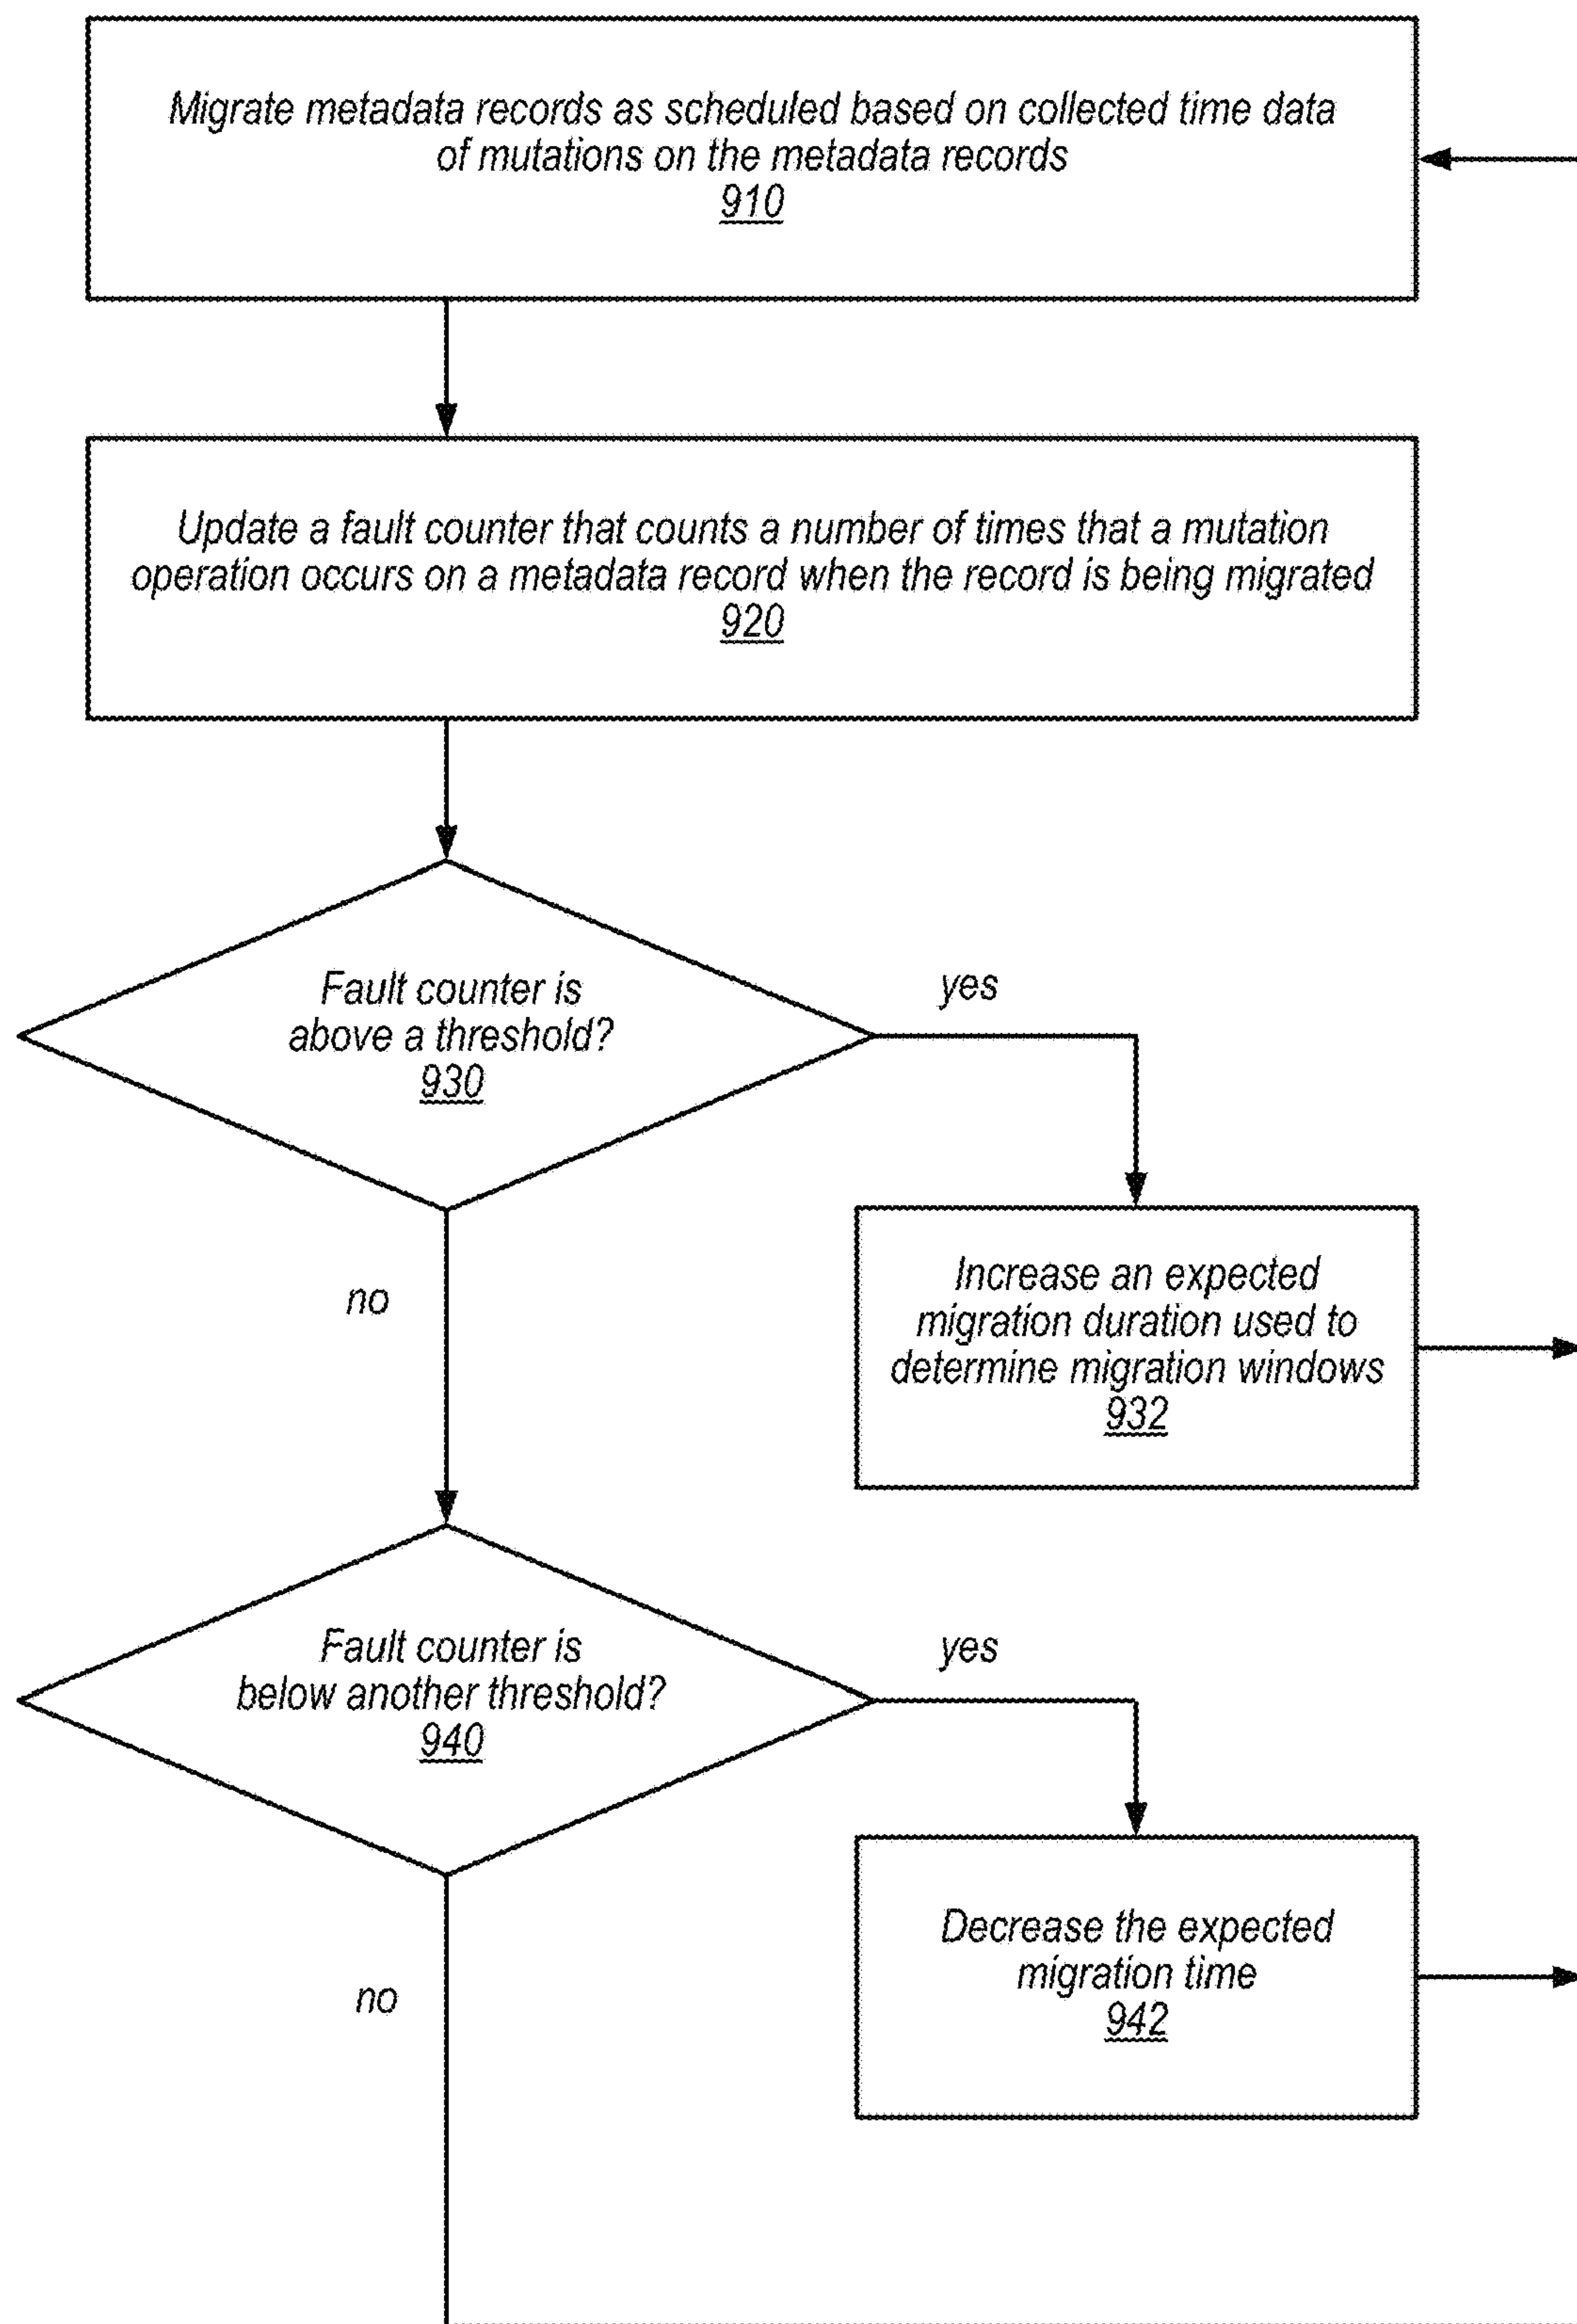 Migrate metadata records as scheduled based on collected time data
of mutations on the metadata records
910
Update a fault counter that counts a number of times that a mutation
operation occurs on a metadata record when the record is being migrated
920
Fault counter is
above a threshold?
930
yes
Increase an expected
migration duration used to
determine migration windows
932
no
Fault counter is
below another threshold?
940
yes
Decrease the expected
migration time
942
no